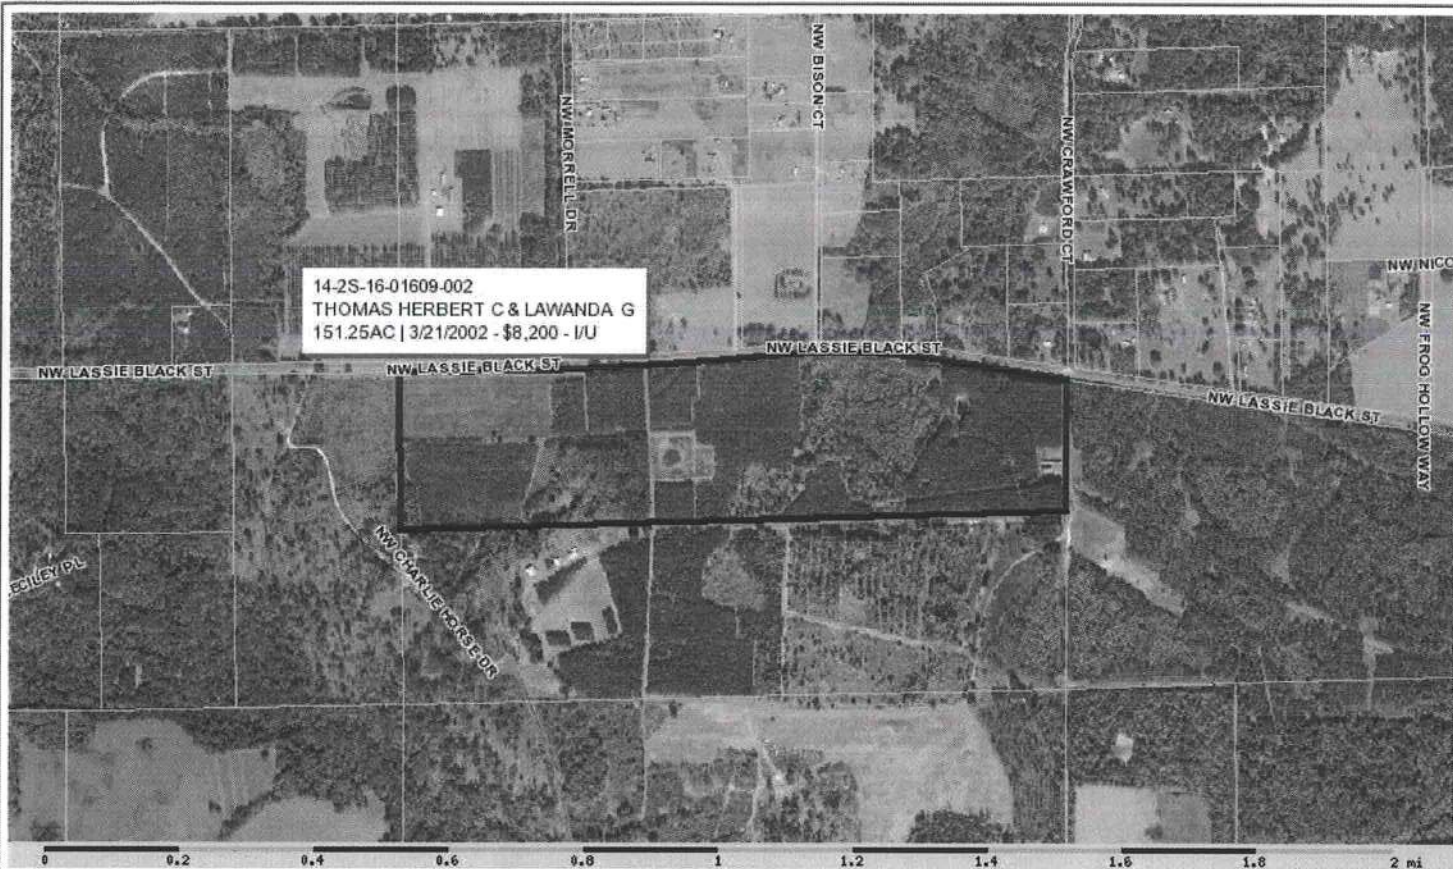 NW BISON CT
NW MORRELL DR
NW CRAWFORD CT
NW NICO
14-2S-16-01609-002
THOMAS HERBERT C & LAWANDA G
151.25AC | 3/21/2002 - $8,200 - I/U
NW FROG HOLLOW WAY
NW LASSIE BLACK ST
NW LASSIE BLACK ST
NW LASSIE BLACK ST
NW LASSIE BLACK ST
ECILEY PL
NW CHARLIE HORSE DR
0 0.2 0.4 0.6 0.8 1 1.2 1.4 1.6 1.8 2 mi